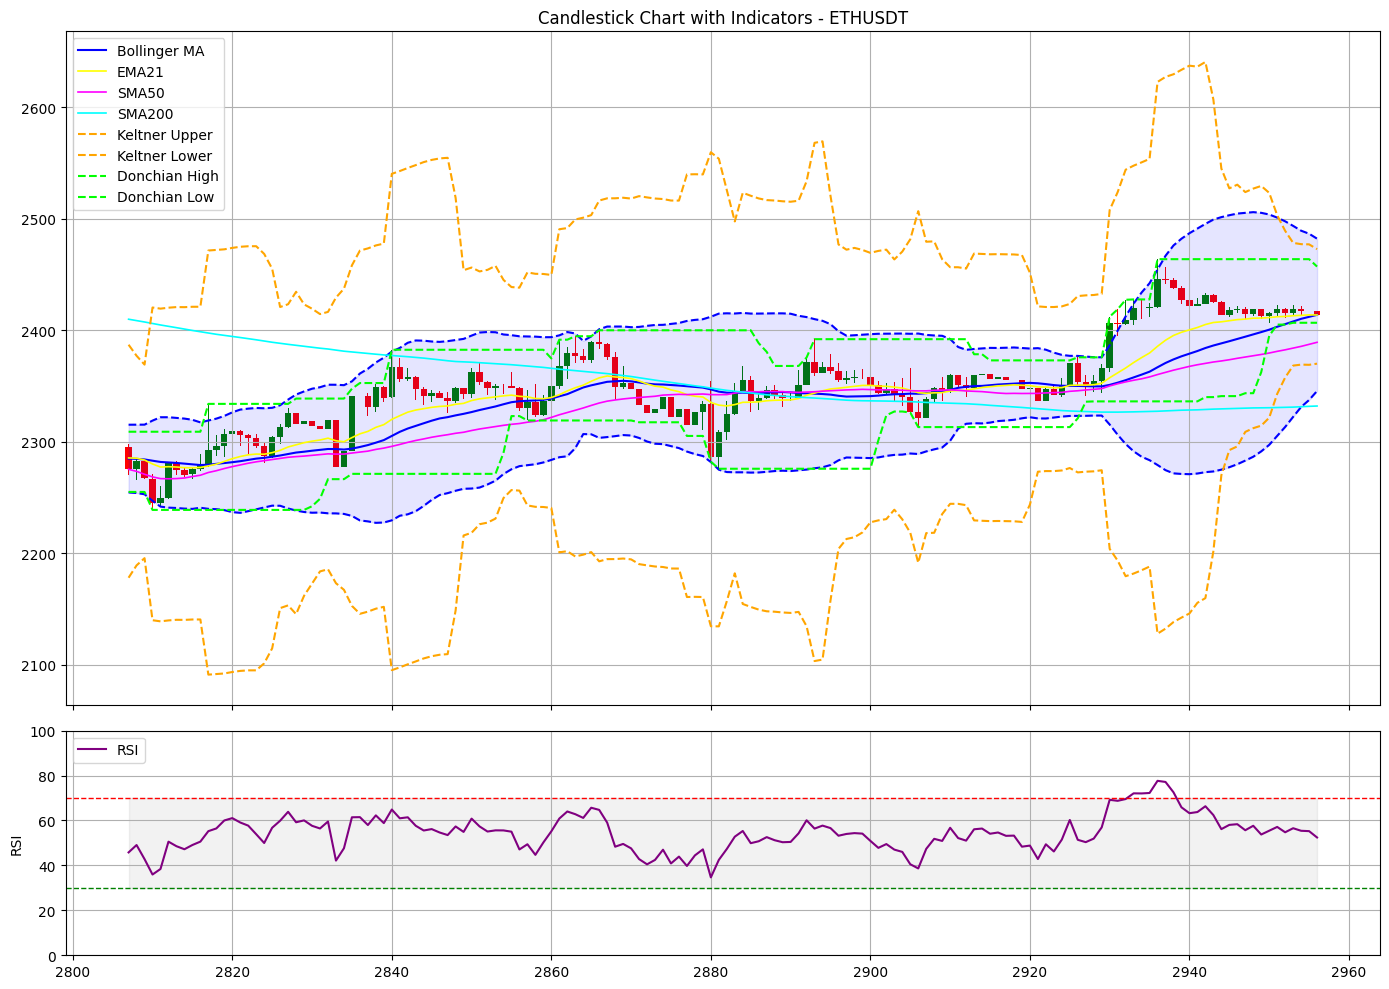 Candlestick Chart with Indicators - ETHUSDT
Bollinger MA
EMA21
SMA50
SMA200
Keltner Upper
Keltner Lower
Donchian High
Donchian Low
2600
2500
2400
2300
2200
2100
RSI
100
80
60
40
20
0
RSI
2800
2820
2840
2860
2880
2900
2920
2940
2960